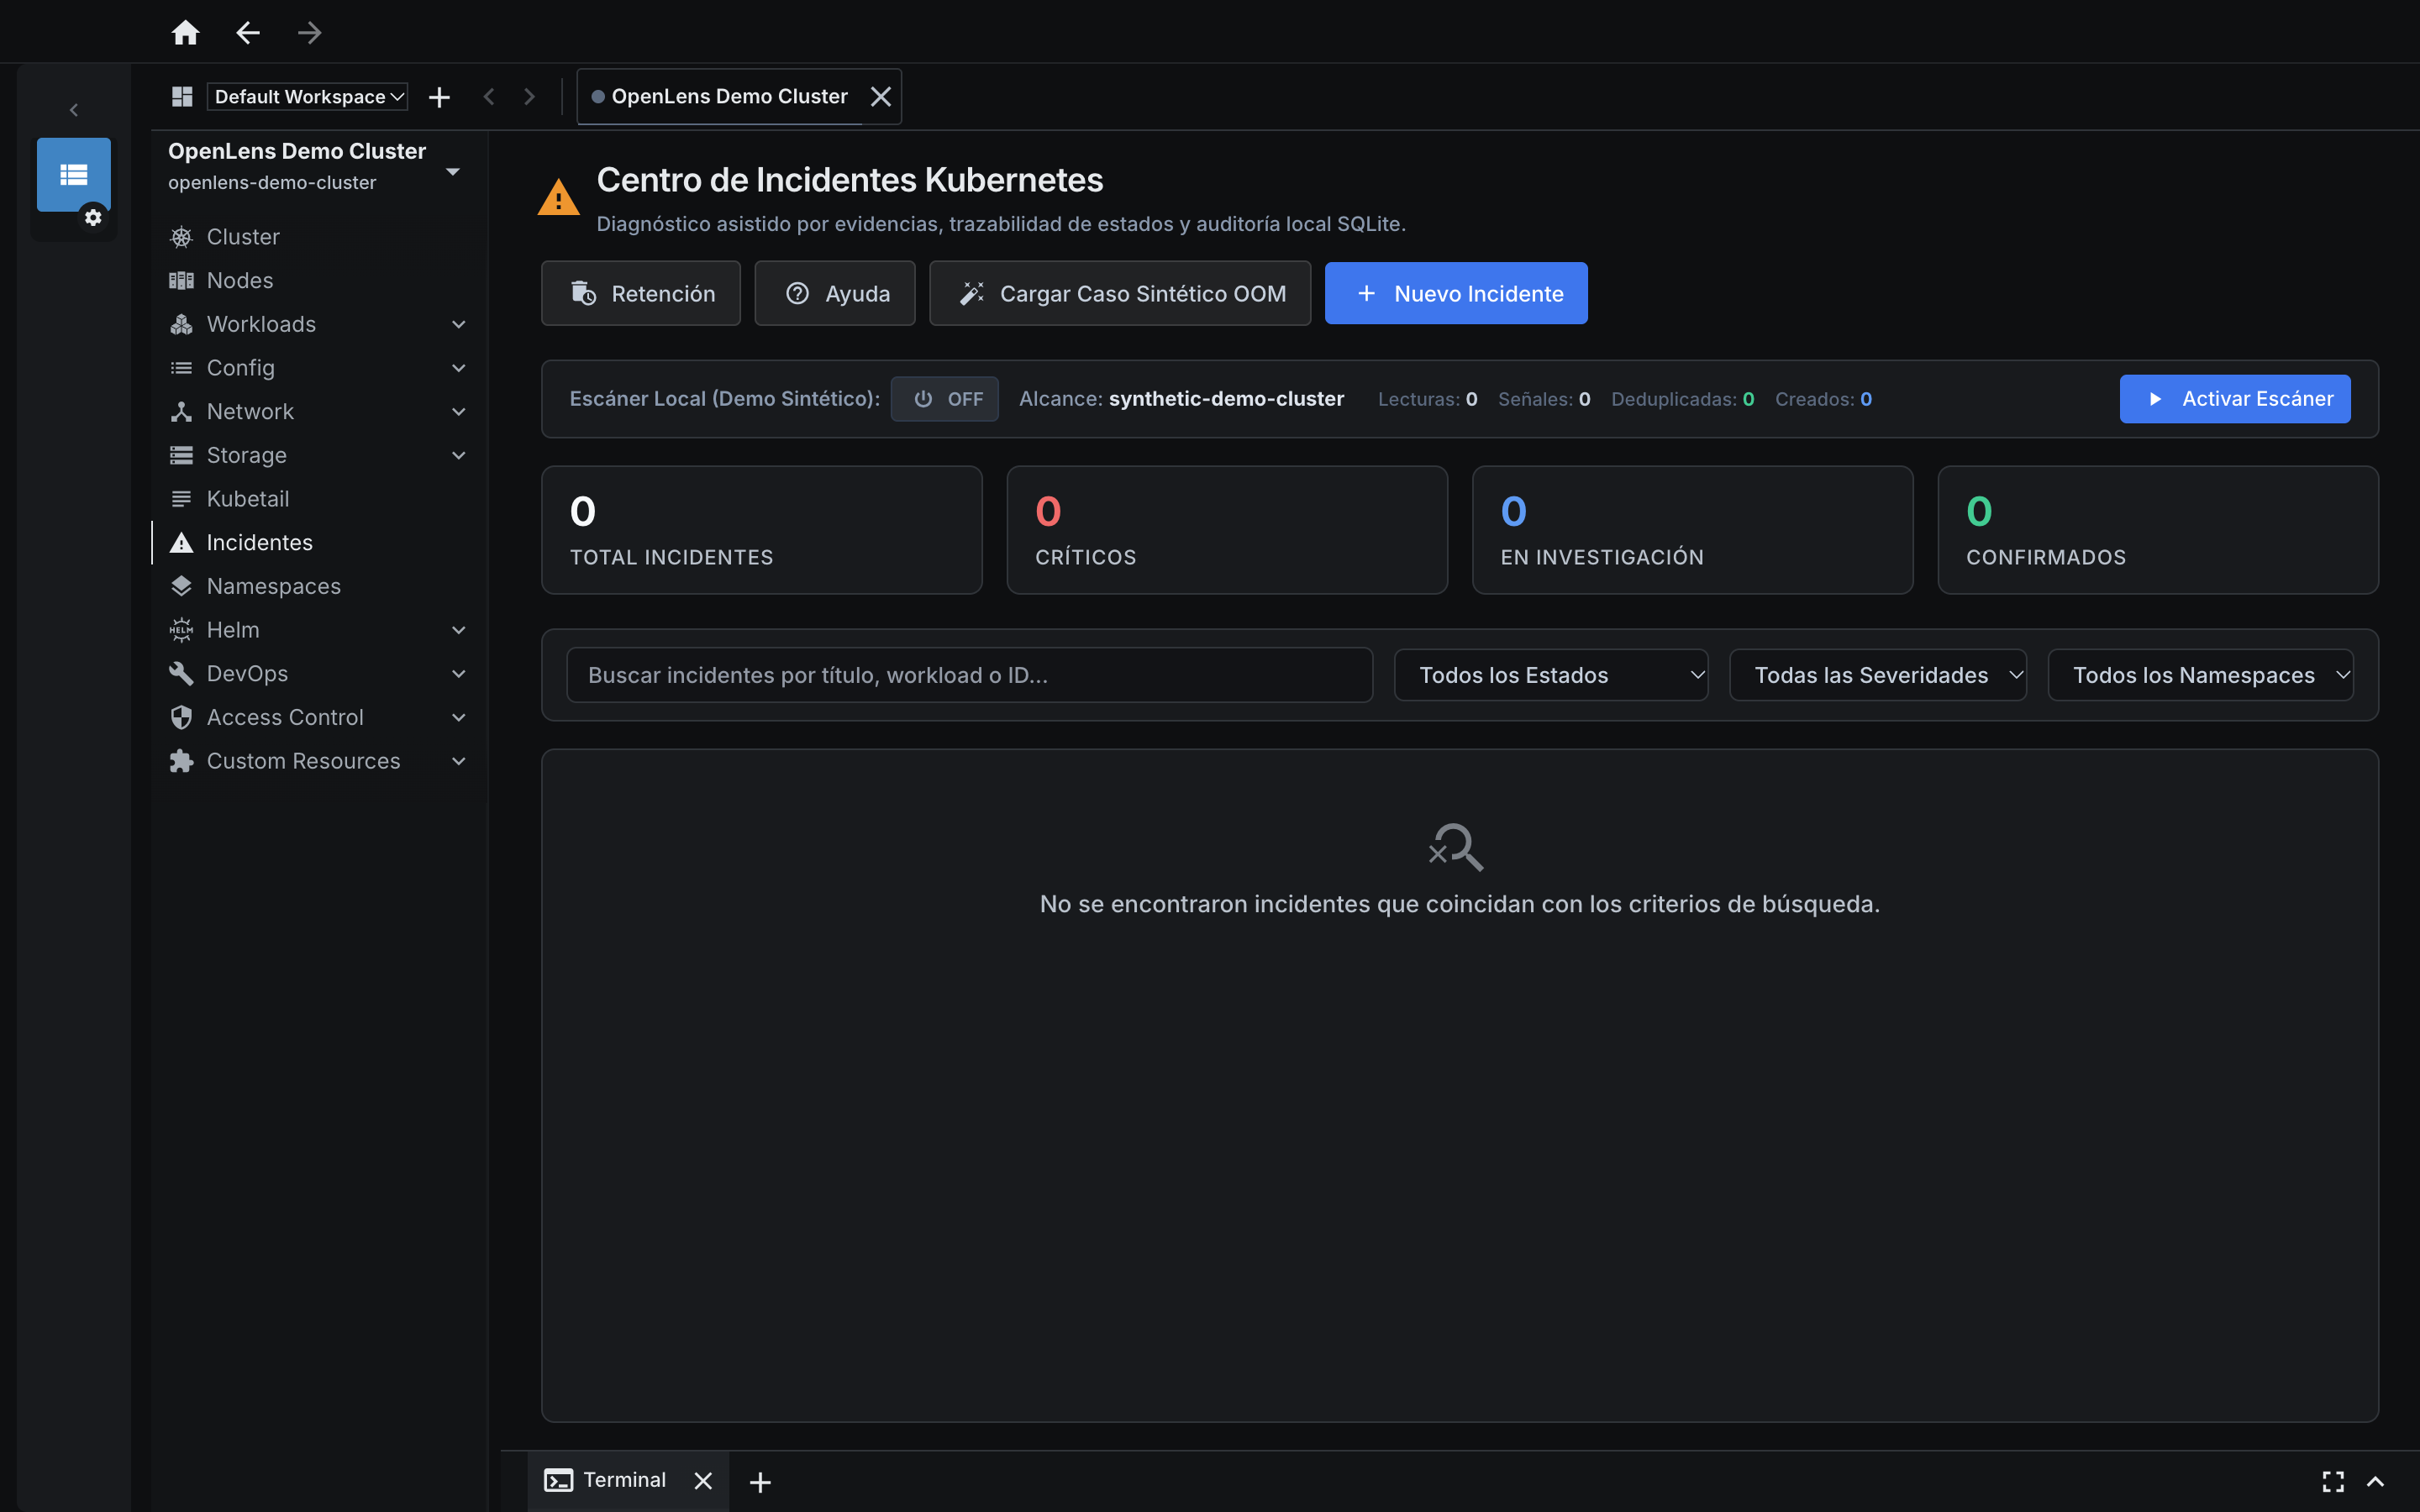 Default Workspace
OpenLens Demo Cluster
OpenLens Demo Cluster
openlens-demo-cluster
Cluster
Nodes
Workloads
Config
Network
Storage
Kubetail
Incidentes
Namespaces
HELM Helm
DevOps
Access Control
Custom Resources
Centro de Incidentes Kubernetes
Diagnóstico asistido por evidencias, trazabilidad de estados y auditoría local SQLite.
Retención
Ayuda
Cargar Caso Sintético OOM
Nuevo Incidente
Escáner Local (Demo Sintético): OFF Alcance: synthetic-demo-cluster Lecturas: 0 Señales: 0 Deduplicadas: 0 Creados: 0 Activar Escáner
0
TOTAL INCIDENTES
0
CRÍTICOS
0
EN INVESTIGACIÓN
0
CONFIRMADOS
Buscar incidentes por título, workload o ID...
Todos los Estados
Todas las Severidades
Todos los Namespaces
No se encontraron incidentes que coincidan con los criterios de búsqueda.
Terminal